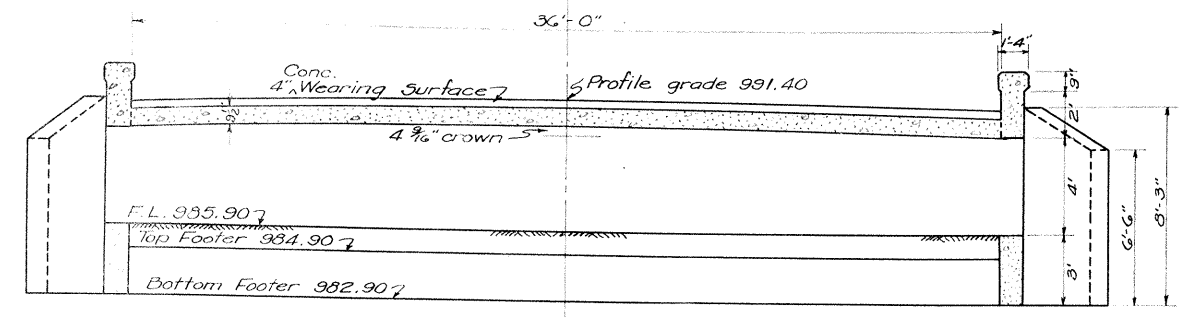 36'-0"
1'-4"
Conc.
4" Wearing Surface
Profile grade 991.40
9"
2'
4 9/16" crown
4'
F.L. 985.90
Top Footer 984.90
6'-6"
8'-3"
3'
Bottom Footer 982.90